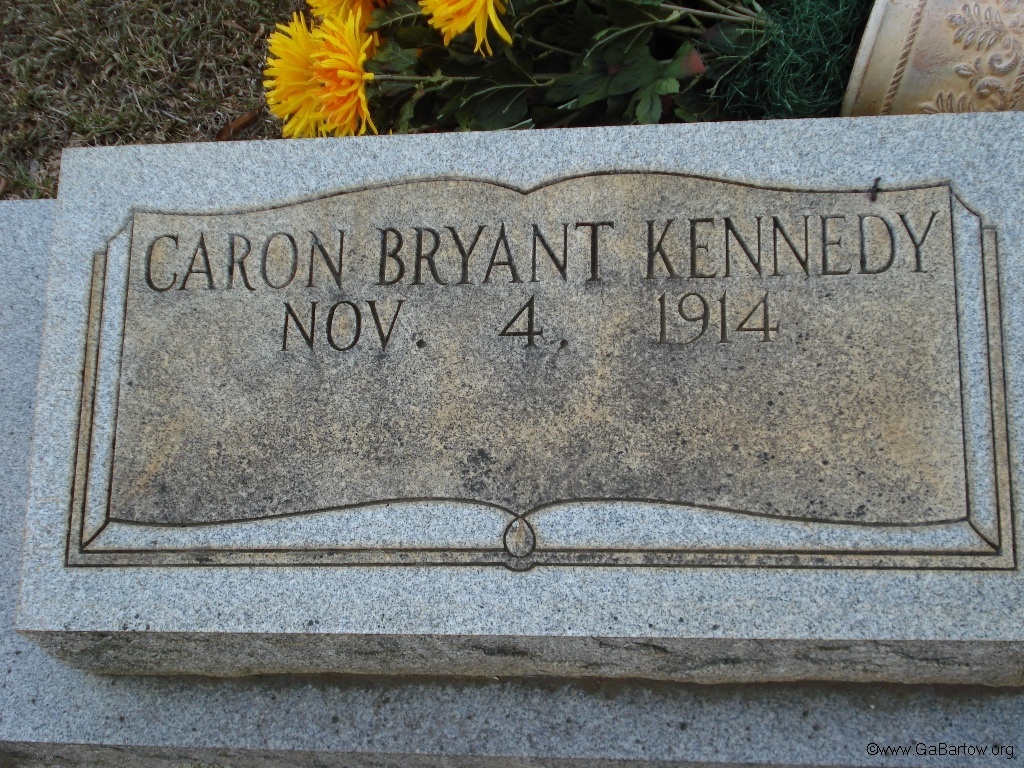 CARON BRYANT KENNEDY
NOV. 4, 1914
©www.GaBartow.org